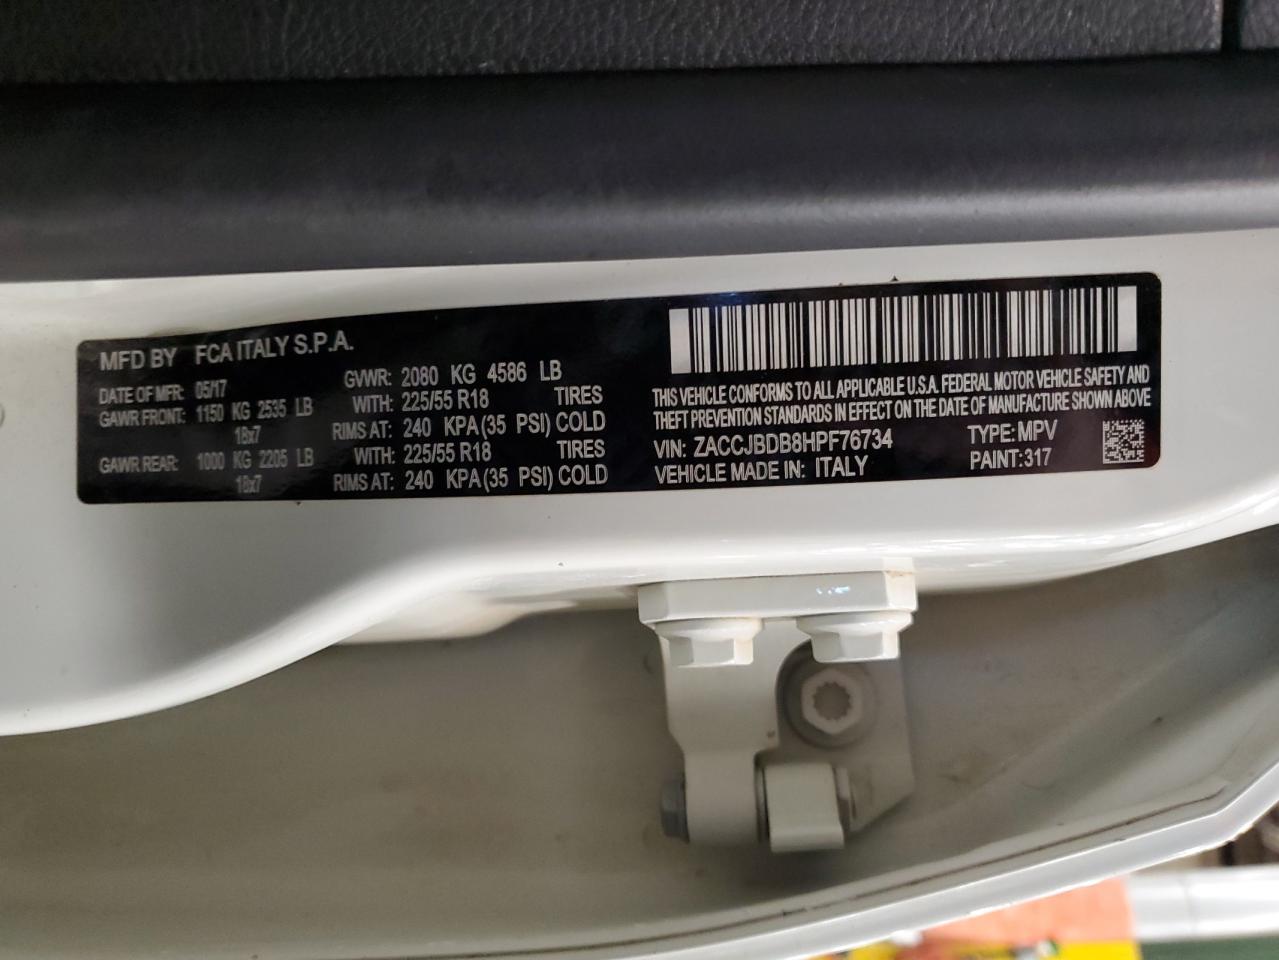 MFD BY FCA ITALY S.P.A.
DATE OF MFR: 05/17 GVWR: 2080 KG 4586 LB
GAWR FRONT: 1150 KG 2535 LB WITH: 225/55 R18 TIRES
18x7 RIMS AT: 240 KPA(35 PSI) COLD
GAWR REAR: 1000 KG 2205 LB WITH: 225/55 R18 TIRES
18x7 RIMS AT: 240 KPA(35 PSI) COLD
THIS VEHICLE CONFORMS TO ALL APPLICABLE U.S.A. FEDERAL MOTOR VEHICLE SAFETY AND
THEFT PREVENTION STANDARDS IN EFFECT ON THE DATE OF MANUFACTURE SHOWN ABOVE
VIN: ZACCJBDB8HPF76734 TYPE: MPV
VEHICLE MADE IN: ITALY PAINT: 317